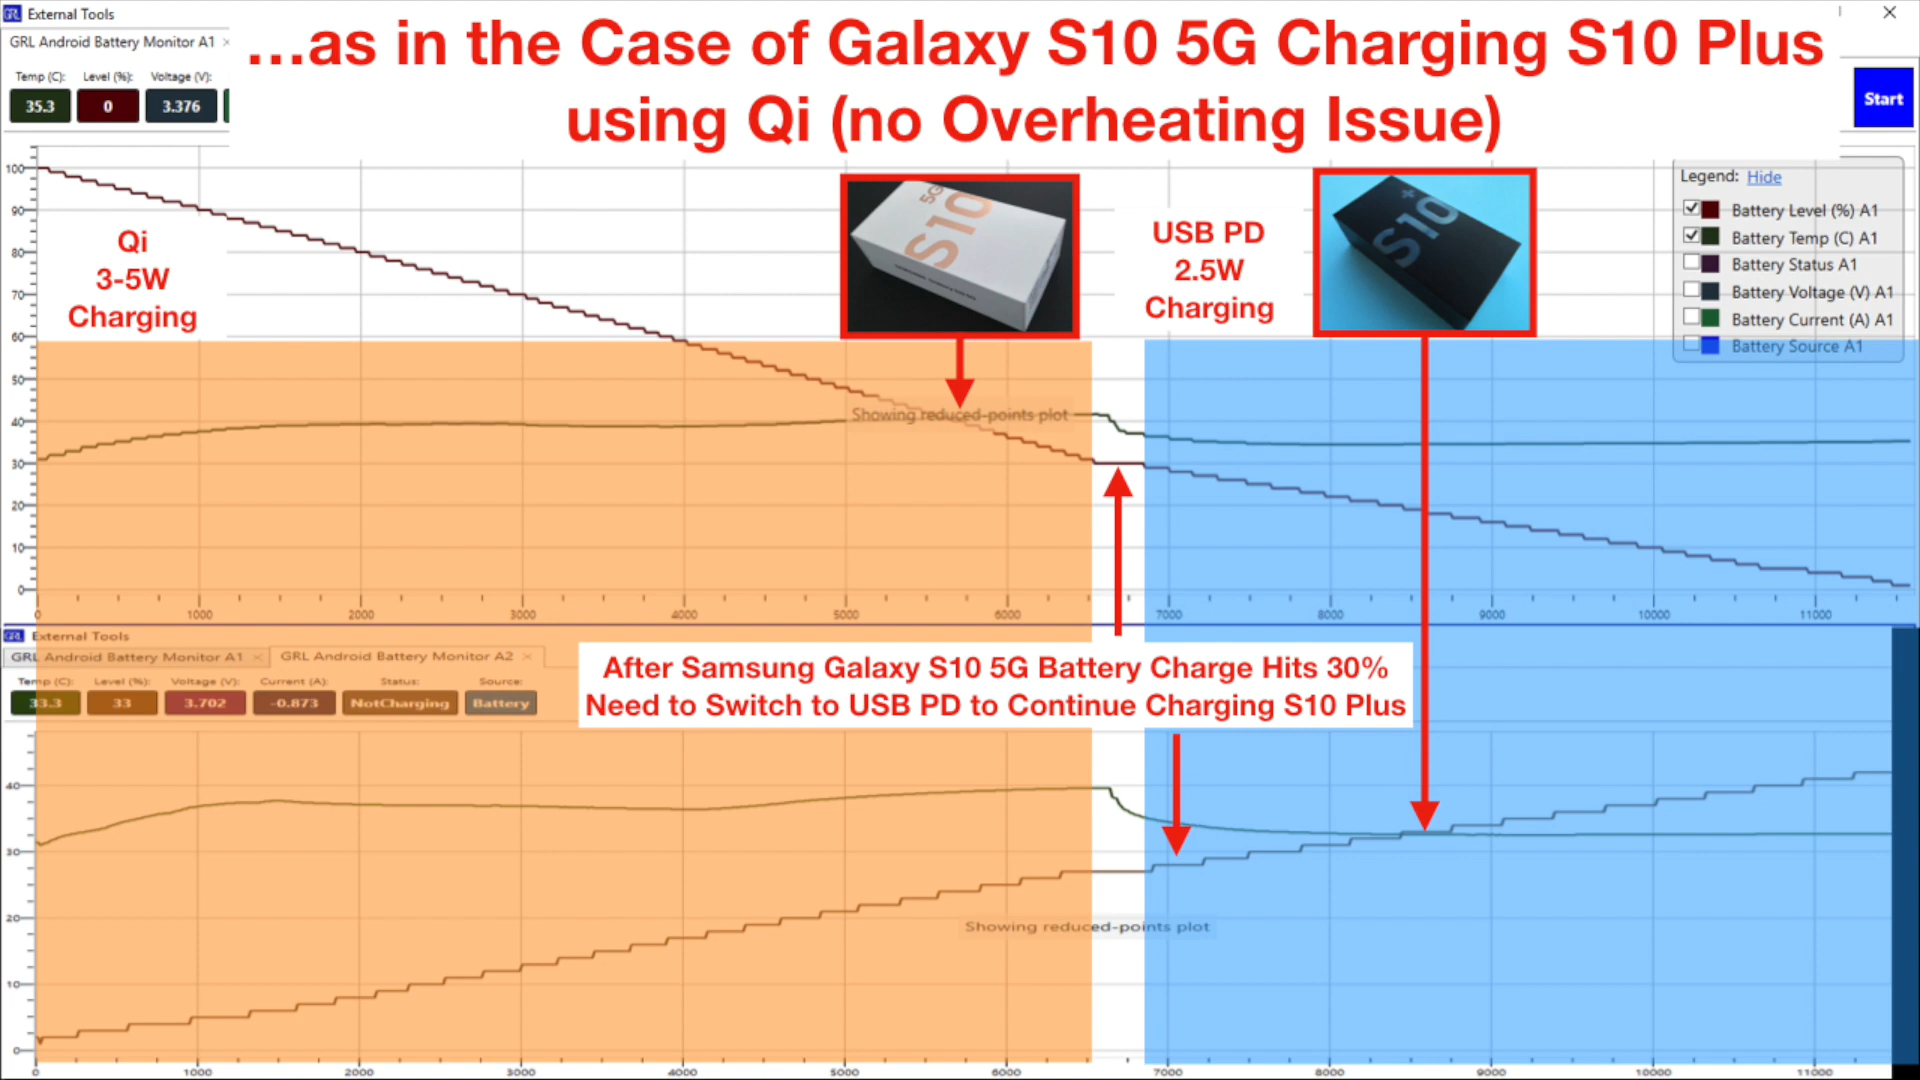 GRL External Tools
GRL Android Battery Monitor A1 ×
…as in the Case of Galaxy S10 5G Charging S10 Plus
using Qi (no Overheating Issue)
Temp (C): Level (%): Voltage (V):
35.3 0 3.376
Start
Legend: Hide
Battery Level (%) A1
Battery Temp (C) A1
Battery Status A1
Battery Voltage (V) A1
Battery Current (A) A1
Battery Source A1
Qi
3-5W
Charging
5G
S10
USB PD
2.5W
Charging
S10+
100
90
80
70
60
50
40
30
20
10
0
Showing reduced-points plot
0 1000 2000 3000 4000 5000 6000 7000 8000 9000 10000 11000
GRL External Tools
GRL Android Battery Monitor A1 × GRL Android Battery Monitor A2 ×
Temp (C): Level (%): Voltage (V): Current (A): Status: Source:
33.3 33 3.702 -0.873 NotCharging Battery
After Samsung Galaxy S10 5G Battery Charge Hits 30%
Need to Switch to USB PD to Continue Charging S10 Plus
40
30
20
10
0
Showing reduced-points plot
0 1000 2000 3000 4000 5000 6000 7000 8000 9000 10000 11000